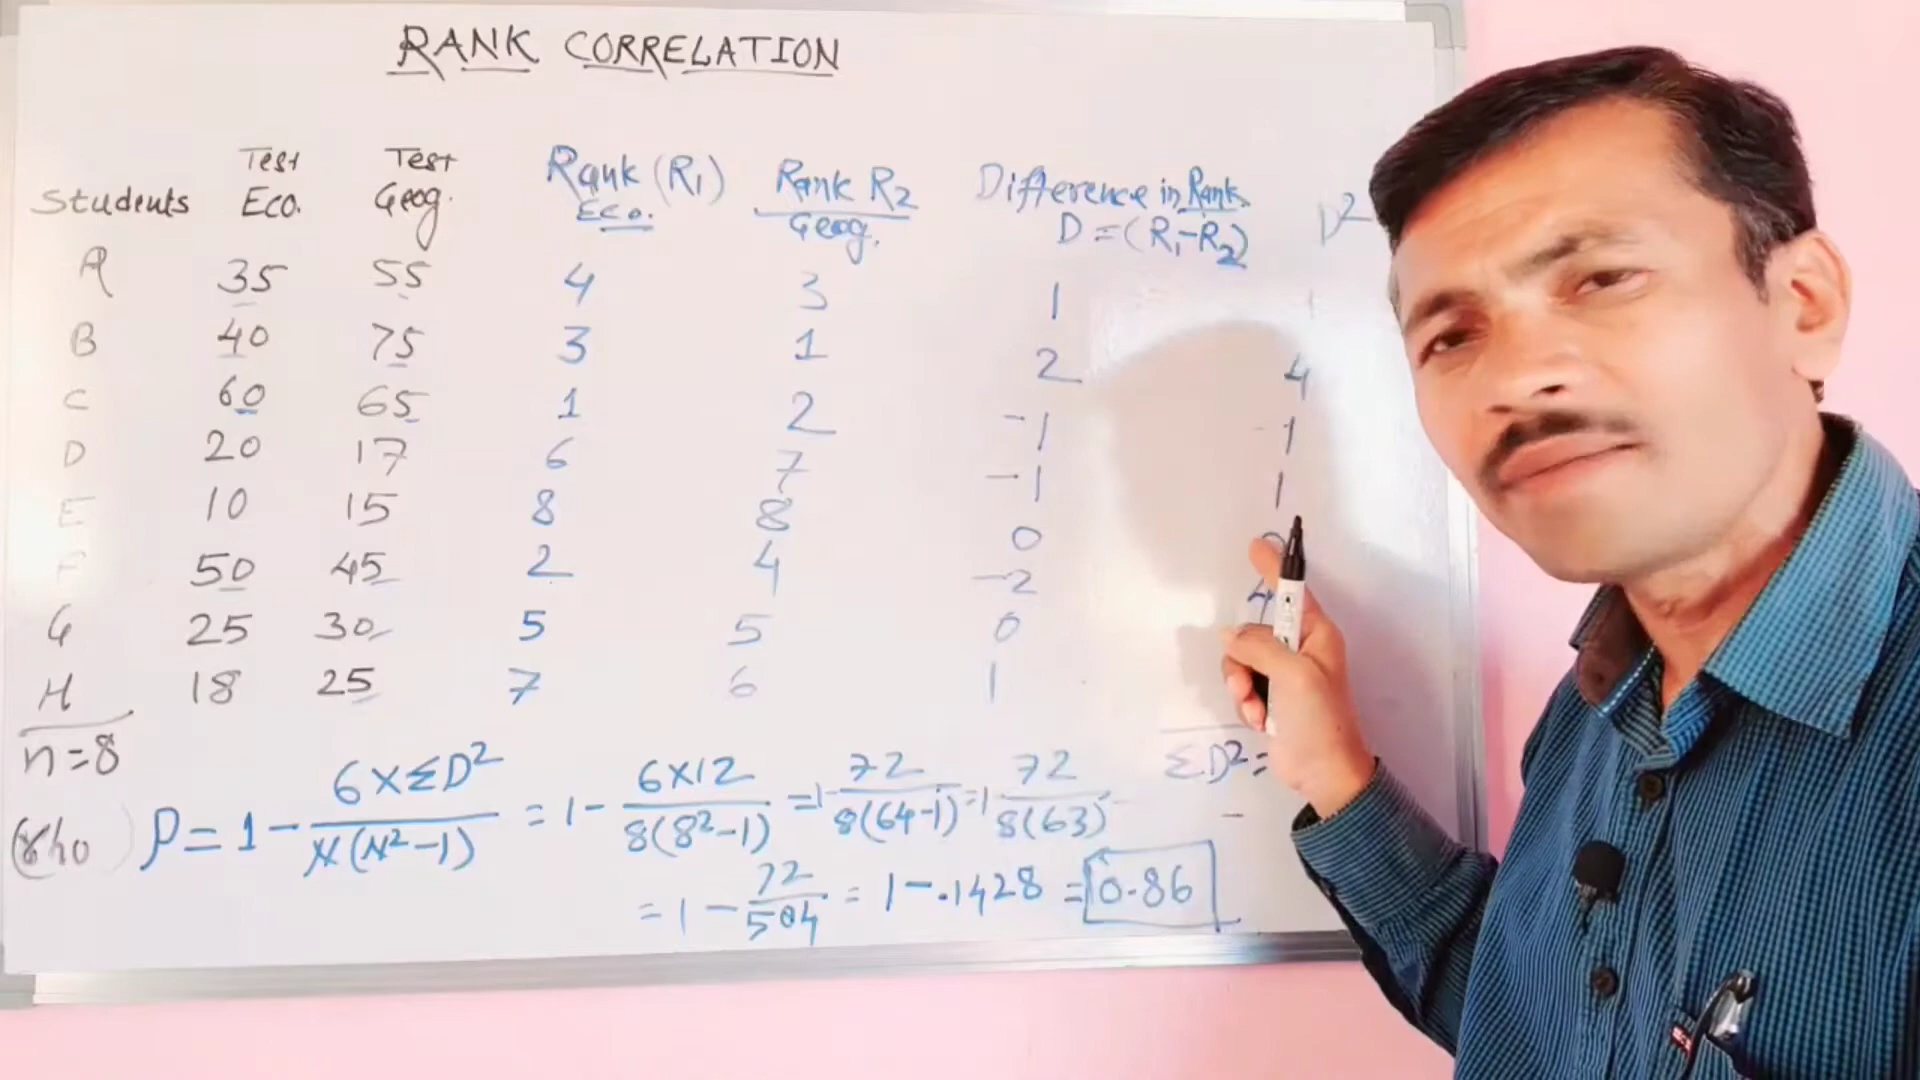 RANK CORRELATION
Students Test Eco. Test Geog. Rank (R1) Eco. Rank R2 Geog. Difference in Rank D = (R1-R2) D²
A 35 55 4 3 1 1
B 40 75 3 1 2 4
C 60 65 1 2 -1 1
D 20 17 6 7 -1 1
E 10 15 8 8 0
F 50 45 2 4 -2 4
G 25 30 5 5 0
H 18 25 7 6 1
n=8 ΣD²=
(rho) ρ = 1 - 6×ΣD²/N(N²-1) = 1 - 6×12/8(8²-1) = 1- 72/8(64-1) = 1 72/8(63)
= 1 - 72/504 = 1 - .1428 = 0.86